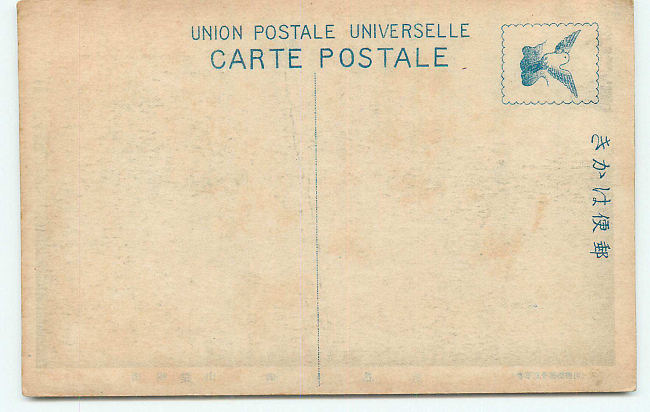 UNION POSTALE UNIVERSELLE
CARTE POSTALE
郵便はかき